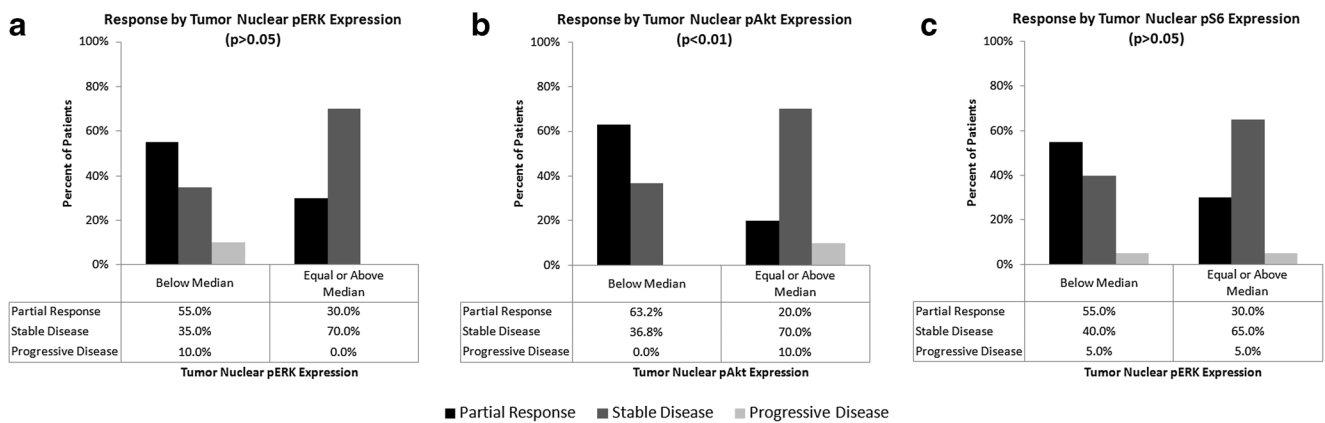 a
Response by Tumor Nuclear pERK Expression
(p>0.05)
100%
80%
60%
40%
20%
0%
Percent of Patients
Below Median
Equal or Above
Median
Partial Response 55.0% 30.0%
Stable Disease 35.0% 70.0%
Progressive Disease 10.0% 0.0%
Tumor Nuclear pERK Expression
b
Response by Tumor Nuclear pAkt Expression
(p<0.01)
100%
80%
60%
40%
20%
0%
Percent of Patients
Below Median
Equal or Above
Median
Partial Response 63.2% 20.0%
Stable Disease 36.8% 70.0%
Progressive Disease 0.0% 10.0%
Tumor Nuclear pAkt Expression
c
Response by Tumor Nuclear pS6 Expression
(p>0.05)
100%
80%
60%
40%
20%
0%
Percent of Patients
Below Median
Equal or Above
Median
Partial Response 55.0% 30.0%
Stable Disease 40.0% 65.0%
Progressive Disease 5.0% 5.0%
Tumor Nuclear pERK Expression
Partial Response Stable Disease Progressive Disease